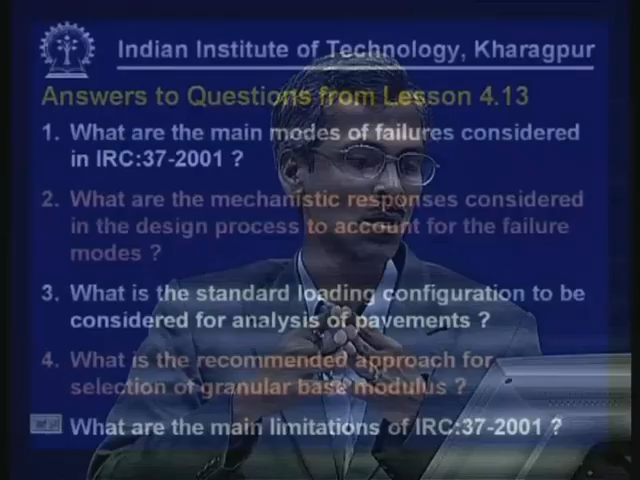 Indian Institute of Technology, Kharagpur
Answers to Questions from Lesson 4.13
1. What are the main modes of failures considered
in IRC:37-2001 ?
2. What are the mechanistic responses considered
in the design process to account for the failure
modes ?
3. What is the standard loading configuration to be
considered for analysis of pavements ?
4. What is the recommended approach for
selection of granular base modulus ?
What are the main limitations of IRC:37-2001 ?